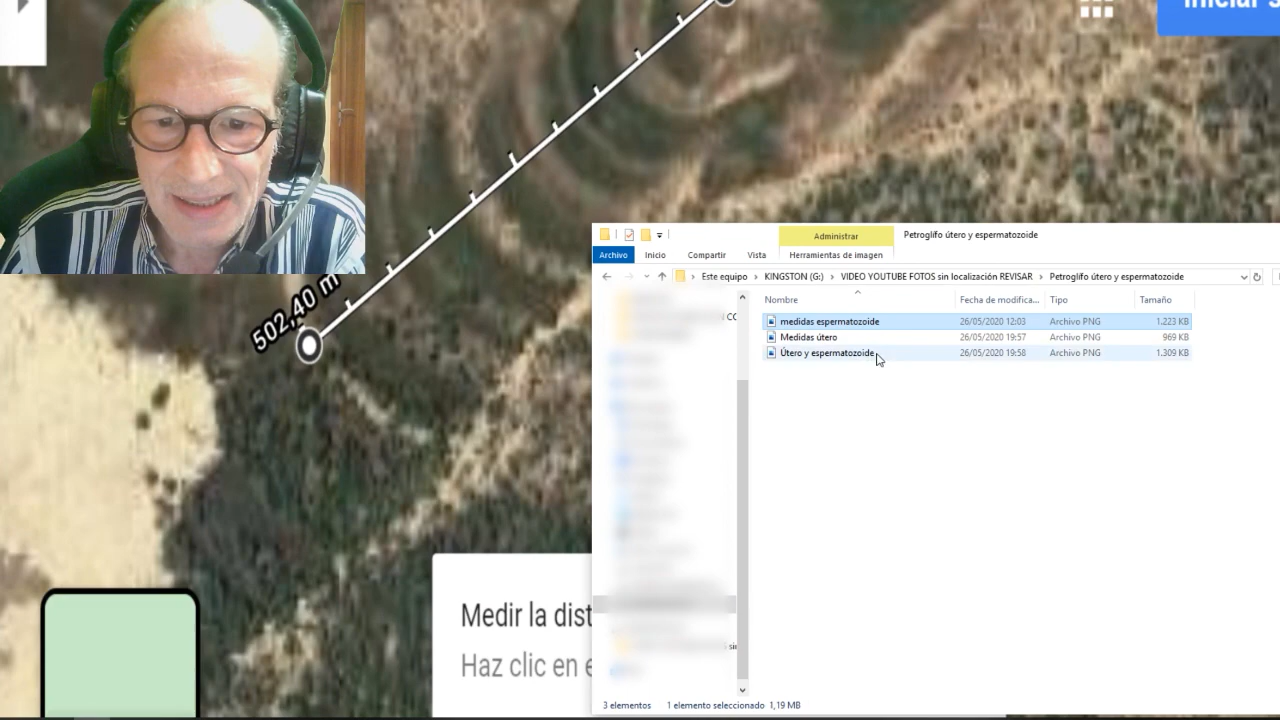 Iniciar s
502,40 m
Administrar
Petroglífo útero y espermatozoide
Archivo
Inicio
Compartir
Vista
Herramientas de imagen
Este equipo > KINGSTON (G:) > VIDEO YOUTUBE FOTOS sin localización REVISAR > Petroglífo útero y espermatozoide
Nombre
Fecha de modifica...
Tipo
Tamaño
medidas espermatozoide 26/05/2020 12:03 Archivo PNG 1.223 KB
Medidas útero 26/05/2020 19:57 Archivo PNG 969 KB
Útero y espermatozoide 26/05/2020 19:58 Archivo PNG 1.309 KB
Medir la dist
Haz clic en e
3 elementos
1 elemento seleccionado 1,19 MB